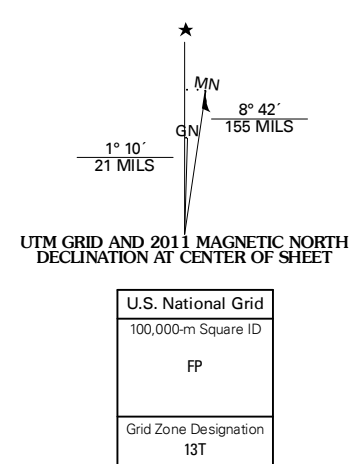 ★
MN
8° 42´
155 MILS
GN
1° 10´
21 MILS
UTM GRID AND 2011 MAGNETIC NORTH
DECLINATION AT CENTER OF SHEET
U.S. National Grid
100,000-m Square ID
FP
Grid Zone Designation
13T